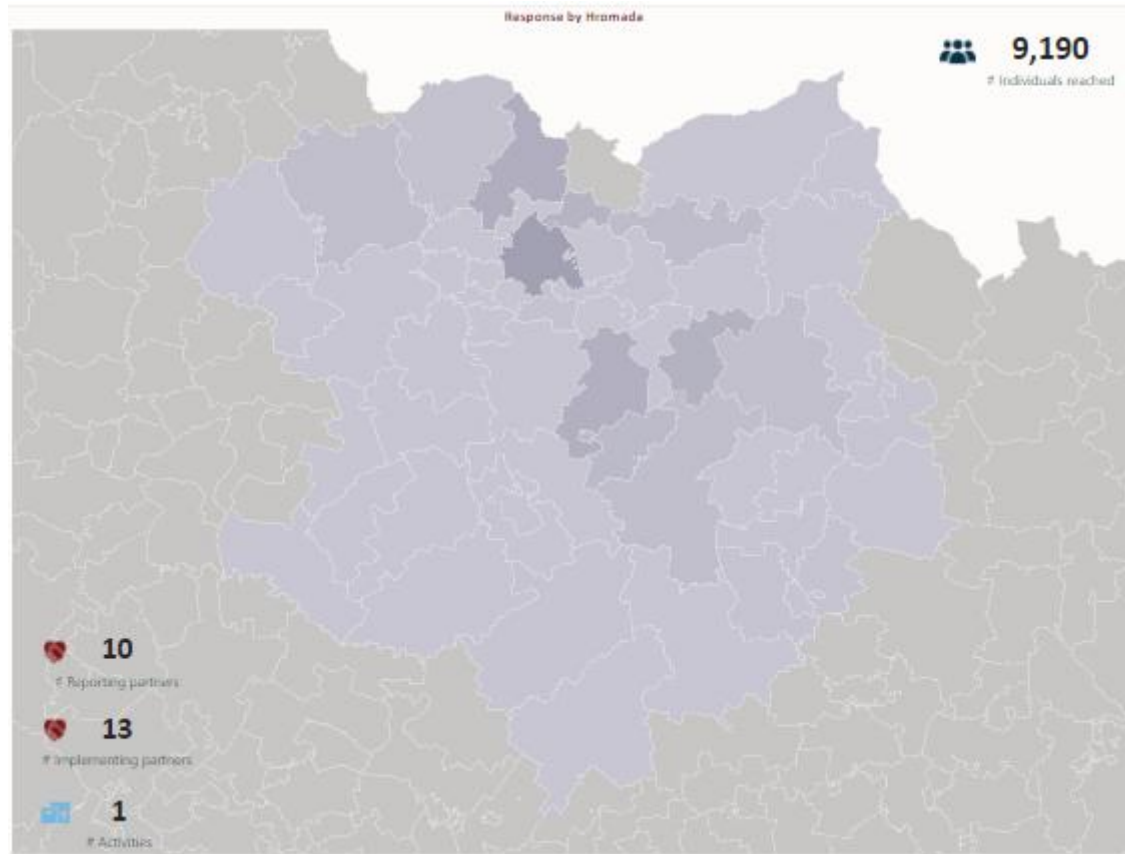 Response by Hromada
9,190
# Individuals reached
10
# Reporting partners
13
# Implementing partners
1
# Activities